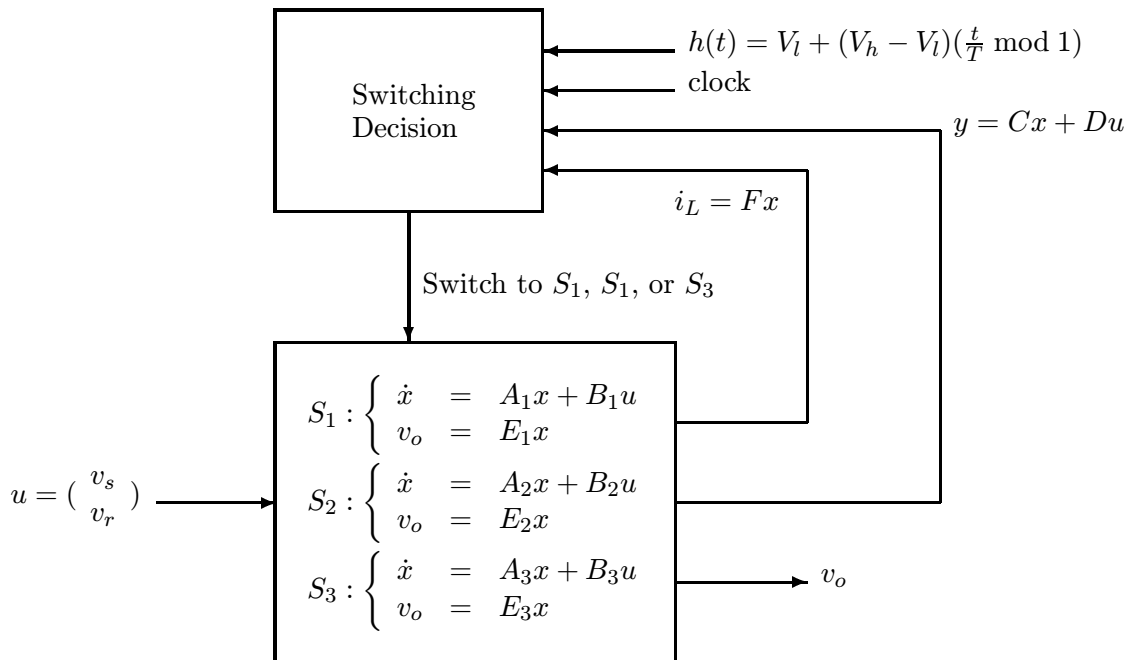 h(t) = V_l + (V_h − V_l)(\frac{t}{T} mod 1)
Switching
Decision
clock
y = Cx + Du
i_L = Fx
Switch to S_1, S_1, or S_3
S_1 : { ẋ = A_1x + B_1u
v_o = E_1x
u = ( v_s
v_r )
S_2 : { ẋ = A_2x + B_2u
v_o = E_2x
S_3 : { ẋ = A_3x + B_3u
v_o = E_3x
v_o